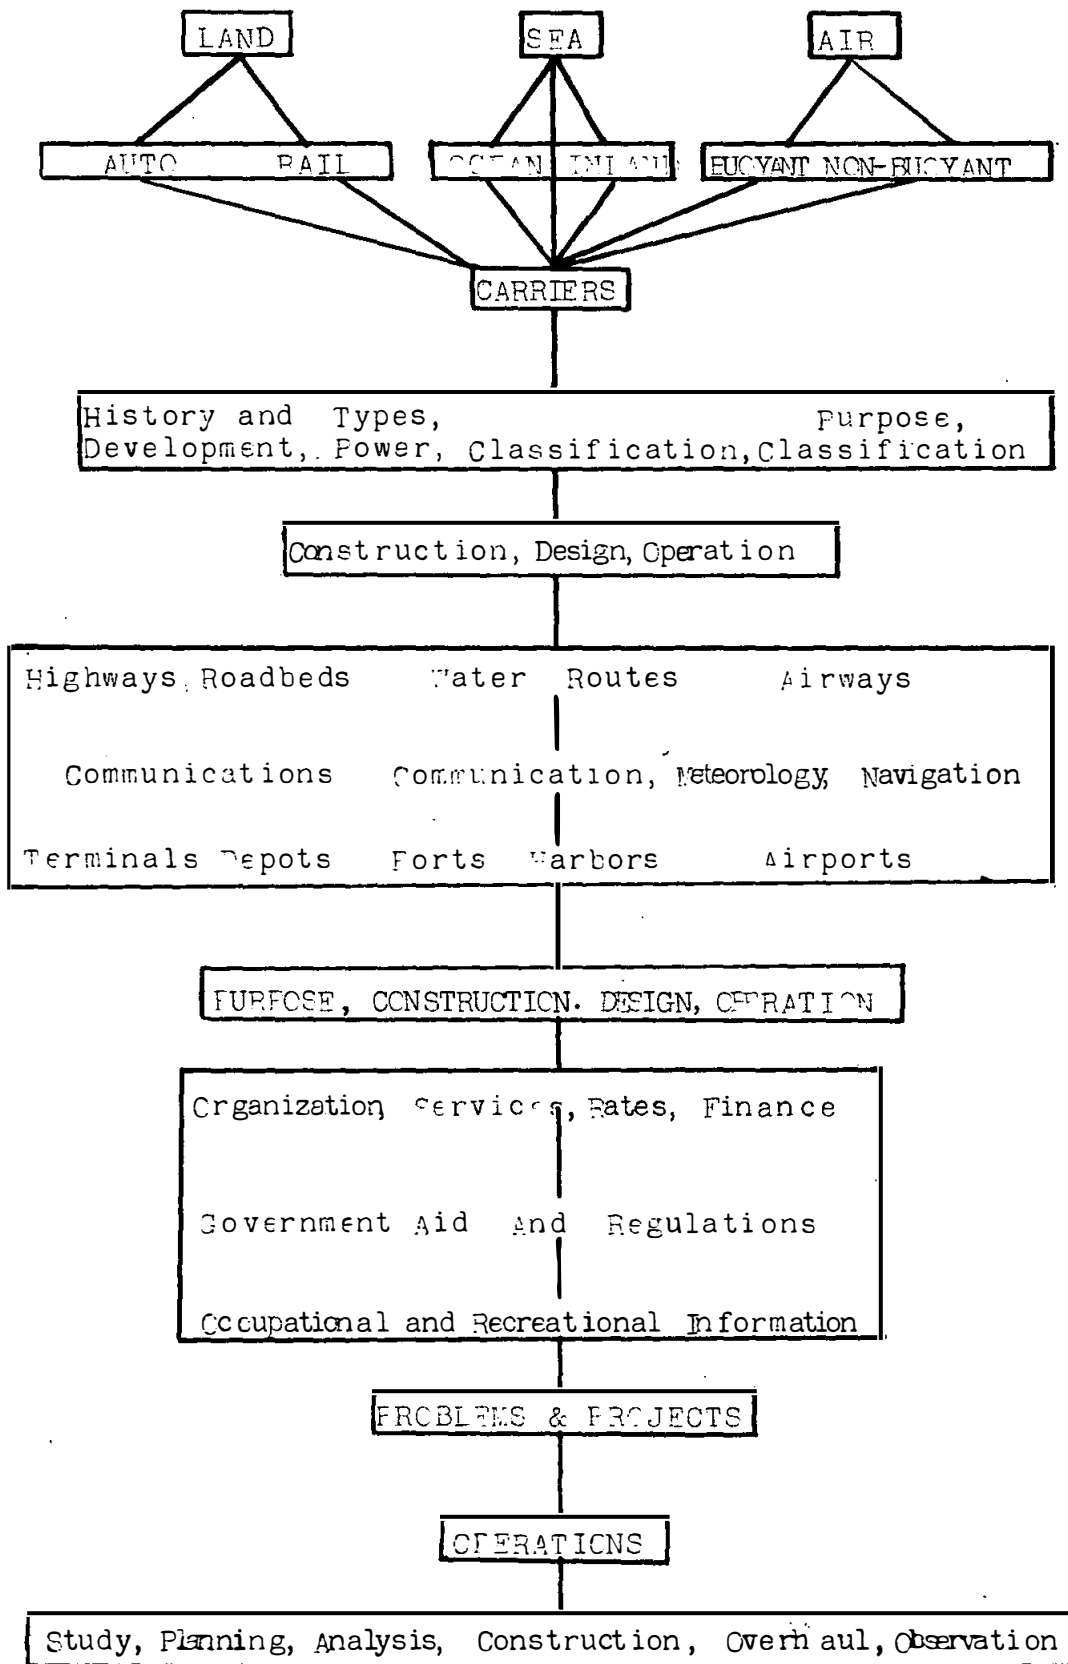 LAND SEA AIR
AUTO RAIL OCEAN INLAND BUOYANT NON-BUOYANT
CARRIERS
History and Types, Purpose,
Development, Power, Classification, Classification
Construction, Design, Operation
Highways Roadbeds Water Routes Airways
Communications Communication, Meteorology, Navigation
Terminals Depots Ports Harbors Airports
PURPOSE, CONSTRUCTION. DESIGN, OPERATION
Organization, Services, Rates, Finance
Government Aid And Regulations
Occupational and Recreational Information
PROBLEMS & PROJECTS
OPERATIONS
Study, Planning, Analysis, Construction, Overhaul, Observation